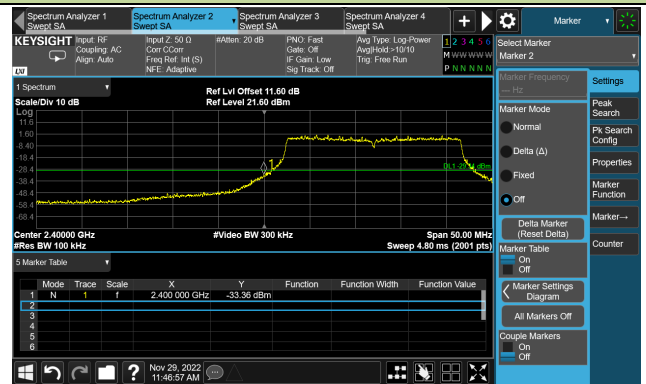 Spectrum Analyzer 1
Swept SA
Spectrum Analyzer 2
Swept SA
Spectrum Analyzer 3
Swept SA
Spectrum Analyzer 4
Swept SA
+
Marker
KEYSIGHT
LXI
Input: RF
Coupling: AC
Align: Auto
Input Z: 50 Ω
Corr CCorr
Freq Ref: Int (S)
NFE: Adaptive
#Atten: 20 dB
PNO: Fast
Gate: Off
IF Gain: Low
Sig Track: Off
Avg Type: Log-Power
Avg|Hold:>10/10
Trig: Free Run
1 2 3 4 5 6
M W W W W W
P N N N N N
Select Marker
Marker 2
1 Spectrum
Scale/Div 10 dB
Ref Lvl Offset 11.60 dB
Ref Level 21.60 dBm
Log
11.6
1.60
-8.40
-18.4
-28.4
-38.4
-48.4
-58.4
-68.4
1
Center 2.40000 GHz
#Res BW 100 kHz
#Video BW 300 kHz
Span 50.00 MHz
Sweep 4.80 ms (2001 pts)
5 Marker Table
Mode Trace Scale X Y Function Function Width Function Value
1 N 1 f 2.400 000 GHz -33.36 dBm
2
3
4
5
6
Marker Frequency
--- Hz
Marker Mode
Normal
Delta (Δ)
Fixed
Off
Delta Marker
(Reset Delta)
Marker Table
On
Off
Marker Settings
Diagram
All Markers Off
Couple Markers
On
Off
Settings
Peak
Search
Pk Search
Config
Properties
Marker
Function
Marker→
Counter
?
Nov 29, 2022
11:46:57 AM